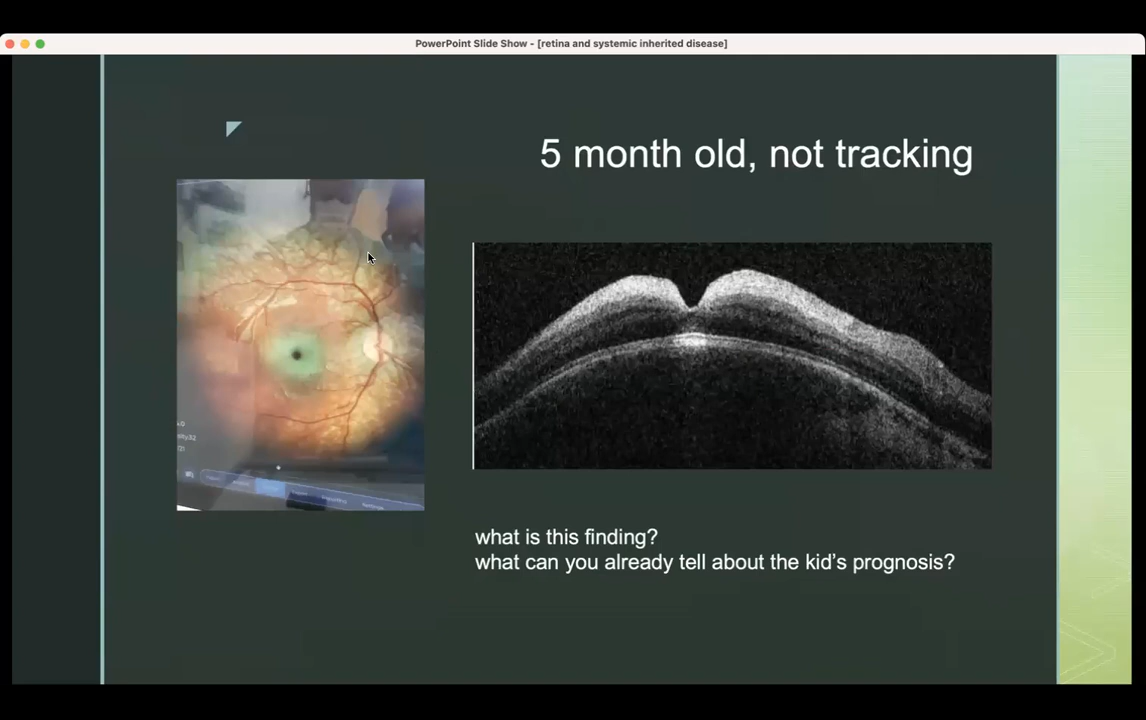 PowerPoint Slide Show - [retina and systemic inherited disease]
5 month old, not tracking
what is this finding?
what can you already tell about the kid's prognosis?